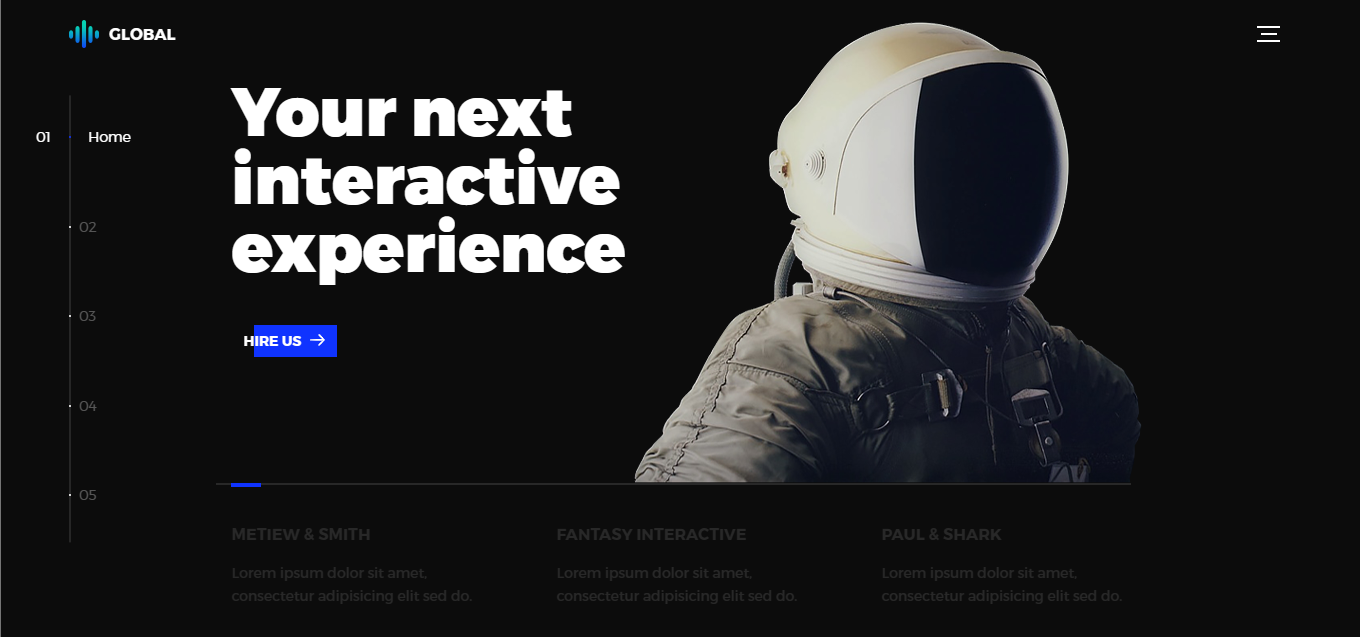 GLOBAL
01 Home
Your next
interactive
experience
02
03
HIRE US
04
05
METIEW & SMITH
Lorem ipsum dolor sit amet,
consectetur adipisicing elit sed do.
FANTASY INTERACTIVE
Lorem ipsum dolor sit amet,
consectetur adipisicing elit sed do.
PAUL & SHARK
Lorem ipsum dolor sit amet,
consectetur adipisicing elit sed do.